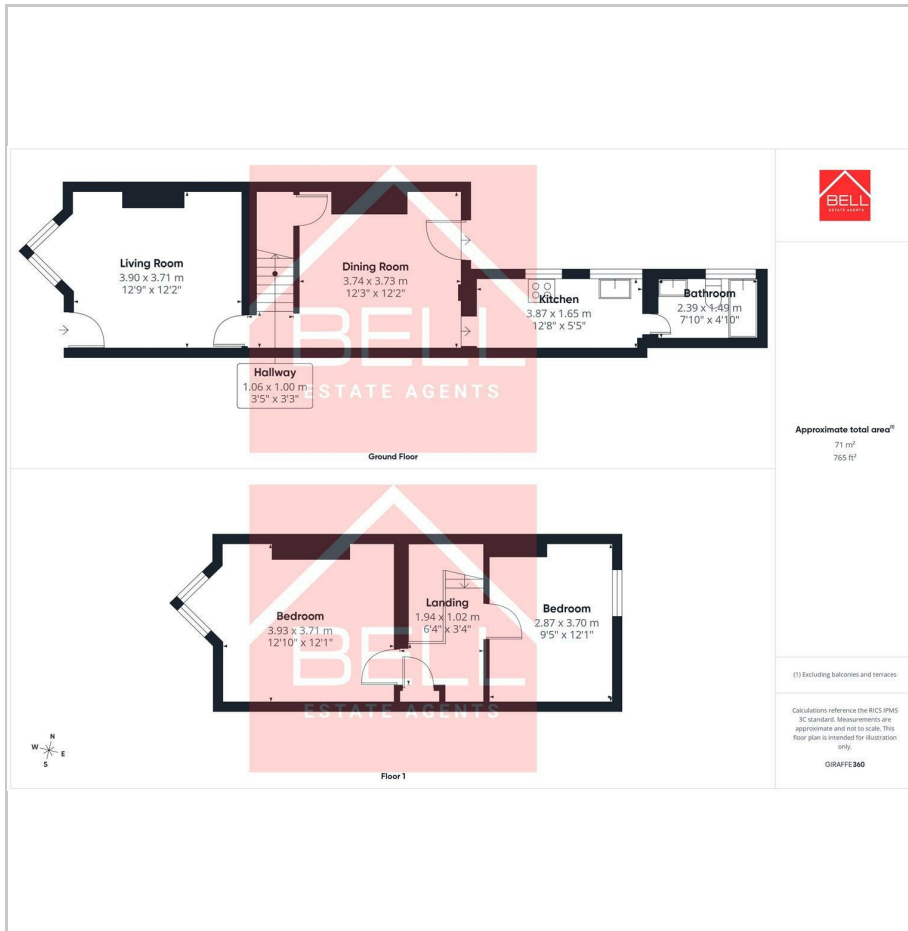 Living Room
3.90 x 3.71 m
12'9" x 12'2"
Dining Room
3.74 x 3.73 m
12'3" x 12'2"
Kitchen
3.87 x 1.65 m
12'8" x 5'5"
Bathroom
2.39 x 1.49 m
7'10" x 4'10"
Hallway
1.06 x 1.00 m
3'5" x 3'3"
BELL
ESTATE AGENTS
Ground Floor
Bedroom
3.93 x 3.71 m
12'10" x 12'1"
Landing
1.94 x 1.02 m
6'4" x 3'4"
Bedroom
2.87 x 3.70 m
9'5" x 12'1"
BELL
ESTATE AGENTS
N
W
E
S
Floor 1
BELL
ESTATE AGENTS
Approximate total area(1)
71 m²
765 ft²
(1) Excluding balconies and terraces
Calculations reference the RICS IPMS
3C standard. Measurements are
approximate and not to scale. This
floor plan is intended for illustration
only.
GIRAFFE360